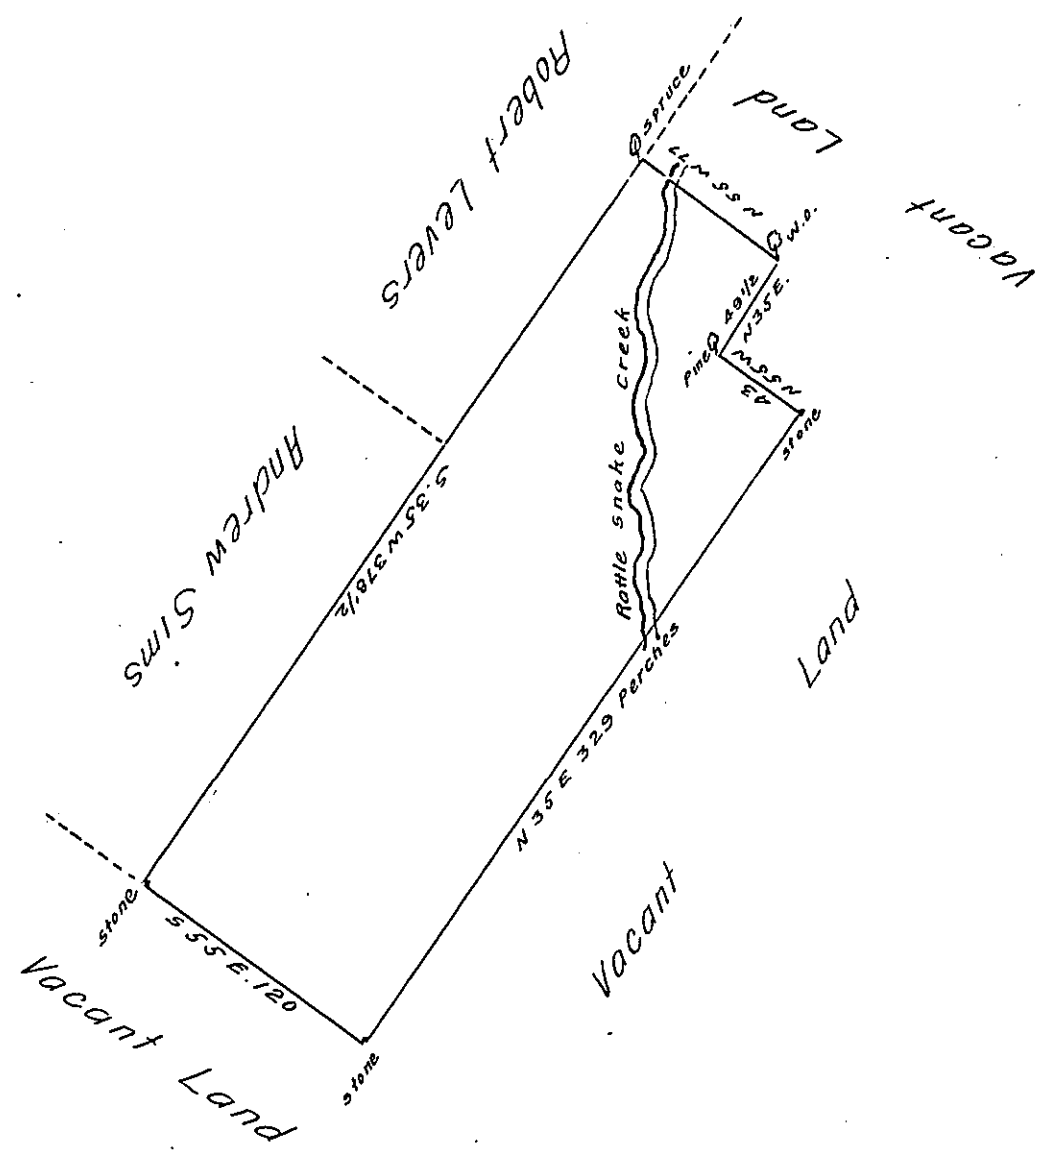 Robert Levers
spruce
Land
Vacant
N 55 W 77
W.O.
49 1/2
N 35 E.
Pine
N 55 W
43
stone
Rattle Snake Creek
Andrew Sims
S. 35 W 378 1/2
Land
Vacant
N 35 E 329 Perches
stone
S 55 E. 120
stone
Vacant Land